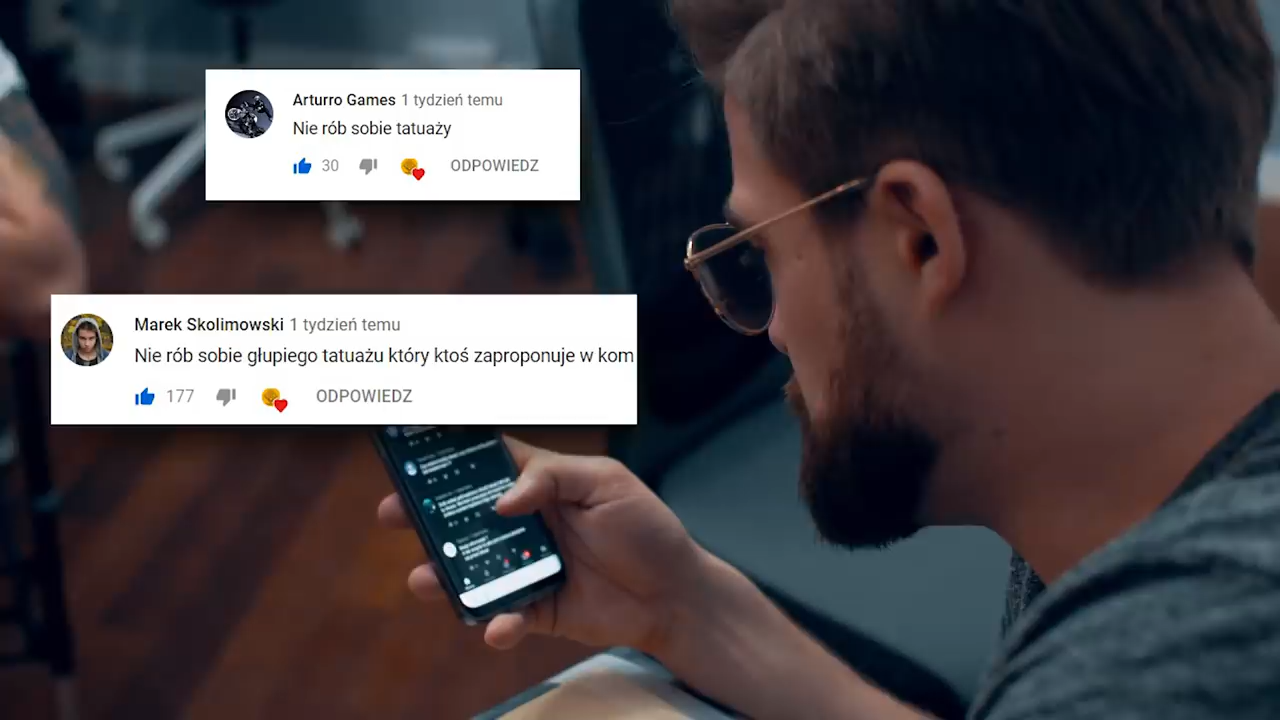 Arturro Games 1 tydzień temu
Nie rób sobie tatuaży
30 ODPOWIEDZ
Marek Skolimowski 1 tydzień temu
Nie rób sobie głupiego tatuażu który ktoś zaproponuje w kom
177 ODPOWIEDZ